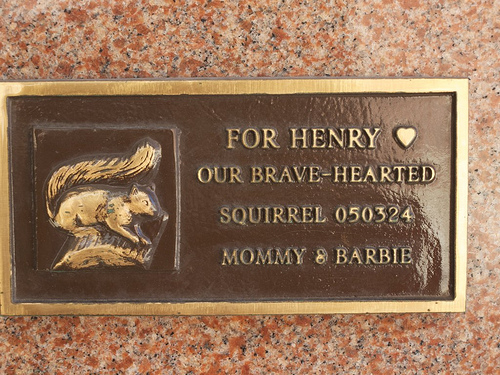 FOR HENRY ♥
OUR BRAVE-HEARTED
SQUIRREL 050324
MOMMY & BARBIE